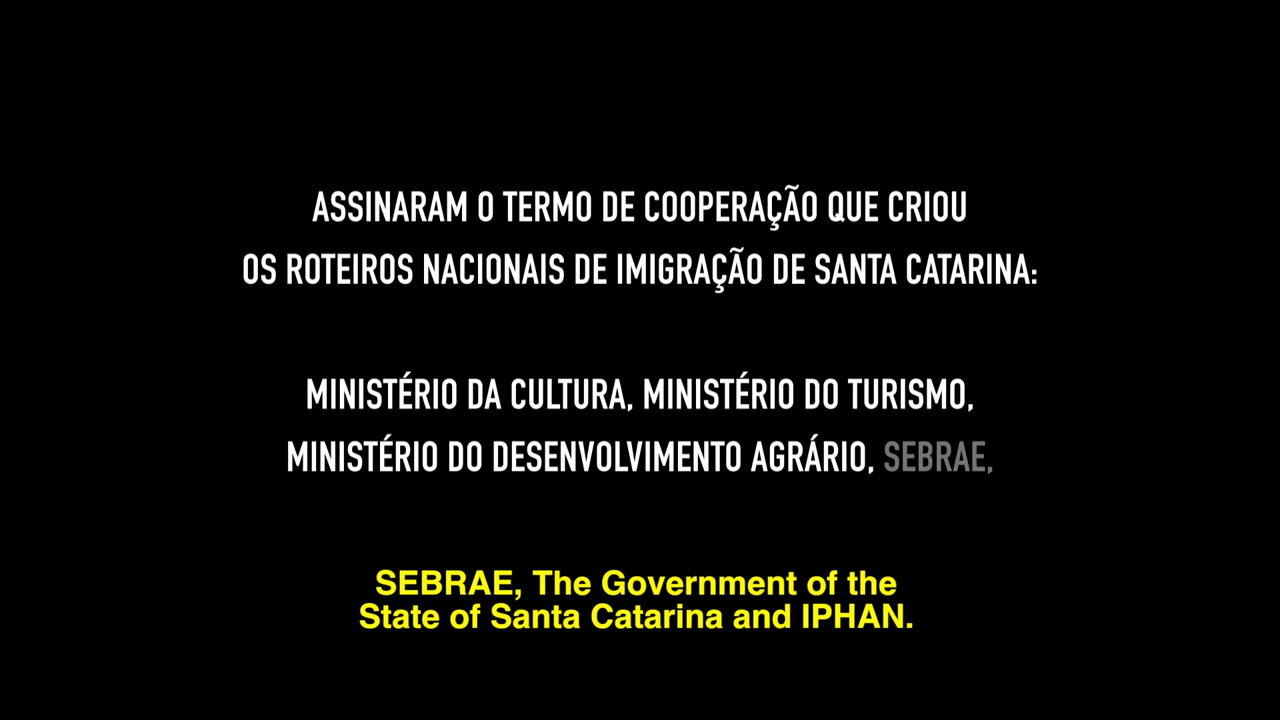 ASSINARAM O TERMO DE COOPERAÇÃO QUE CRIOU
OS ROTEIROS NACIONAIS DE IMIGRAÇÃO DE SANTA CATARINA:
MINISTÉRIO DA CULTURA, MINISTÉRIO DO TURISMO,
MINISTÉRIO DO DESENVOLVIMENTO AGRÁRIO, SEBRAE,
SEBRAE, The Government of the
State of Santa Catarina and IPHAN.